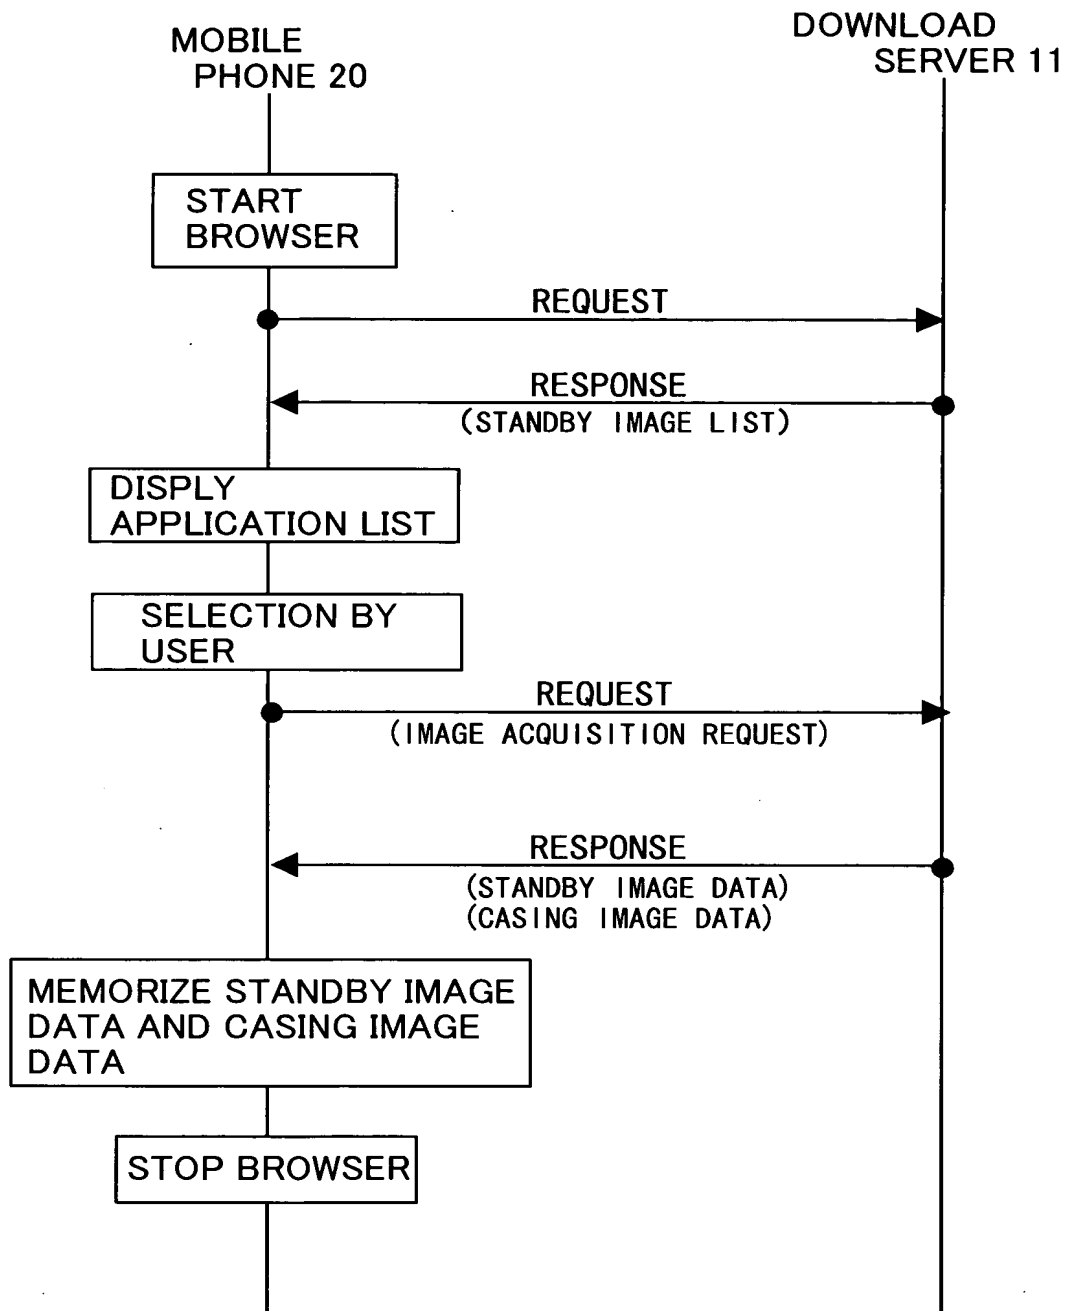 MOBILE
PHONE 20
DOWNLOAD
SERVER 11
START
BROWSER
REQUEST
RESPONSE
(STANDBY IMAGE LIST)
DISPLY
APPLICATION LIST
SELECTION BY
USER
REQUEST
(IMAGE ACQUISITION REQUEST)
RESPONSE
(STANDBY IMAGE DATA)
(CASING IMAGE DATA)
MEMORIZE STANDBY IMAGE
DATA AND CASING IMAGE
DATA
STOP BROWSER